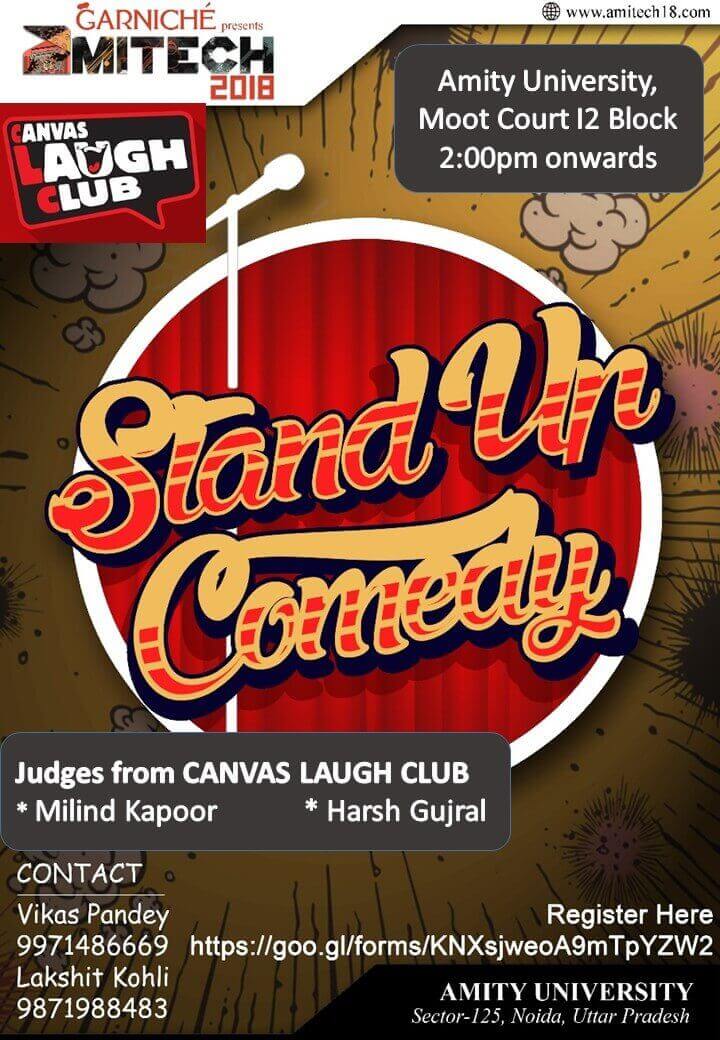 GARNICHÉ
presents
AMITECH
2018
www.amitech18.com
CANVAS
LAUGH
CLUB
Amity University,
Moot Court I2 Block
2:00pm onwards
Stand Up
Comedy
Judges from CANVAS LAUGH CLUB
* Milind Kapoor * Harsh Gujral
CONTACT
Vikas Pandey
9971486669
Lakshit Kohli
9871988483
Register Here
https://goo.gl/forms/KNXsjweoA9mTpYZW2
AMITY UNIVERSITY
Sector-125, Noida, Uttar Pradesh